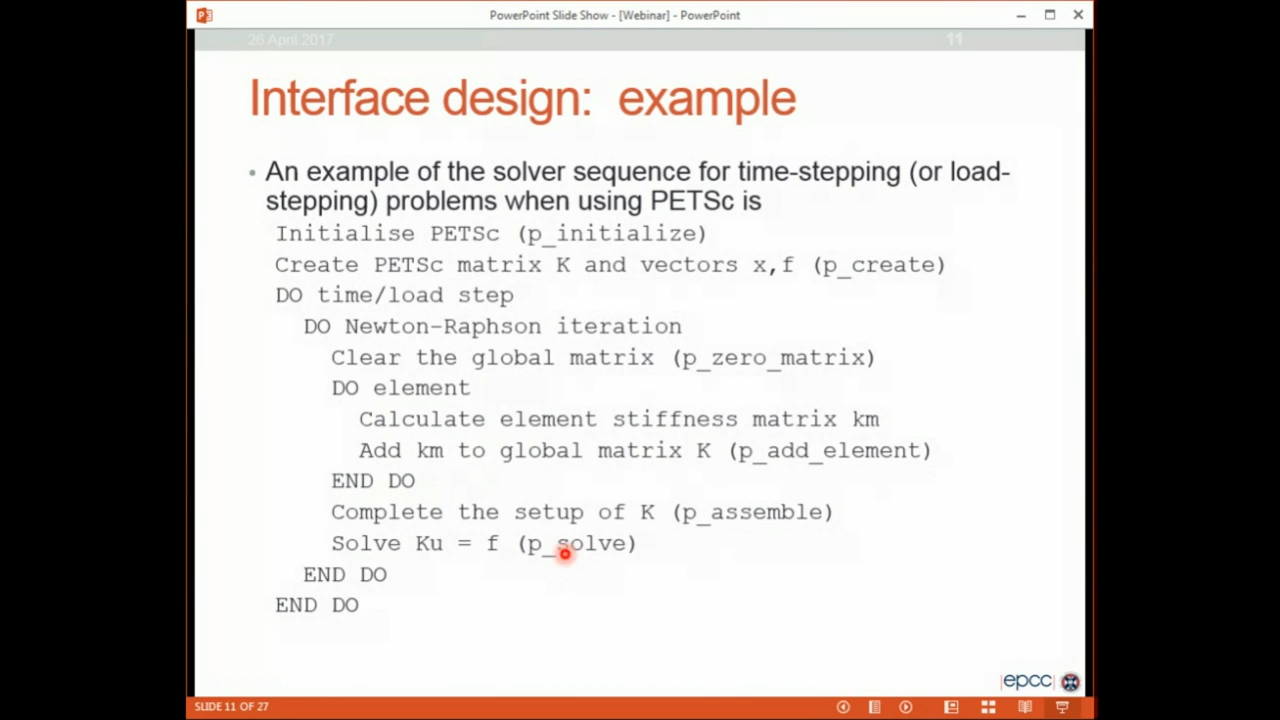 PowerPoint Slide Show - [Webinar] - PowerPoint
26 April 2017 11
Interface design: example
• An example of the solver sequence for time-stepping (or load-
stepping) problems when using PETSc is
Initialise PETSc (p_initialize)
Create PETSc matrix K and vectors x,f (p_create)
DO time/load step
DO Newton-Raphson iteration
Clear the global matrix (p_zero_matrix)
DO element
Calculate element stiffness matrix km
Add km to global matrix K (p_add_element)
END DO
Complete the setup of K (p_assemble)
Solve Ku = f (p_solve)
END DO
END DO
epcc
SLIDE 11 OF 27